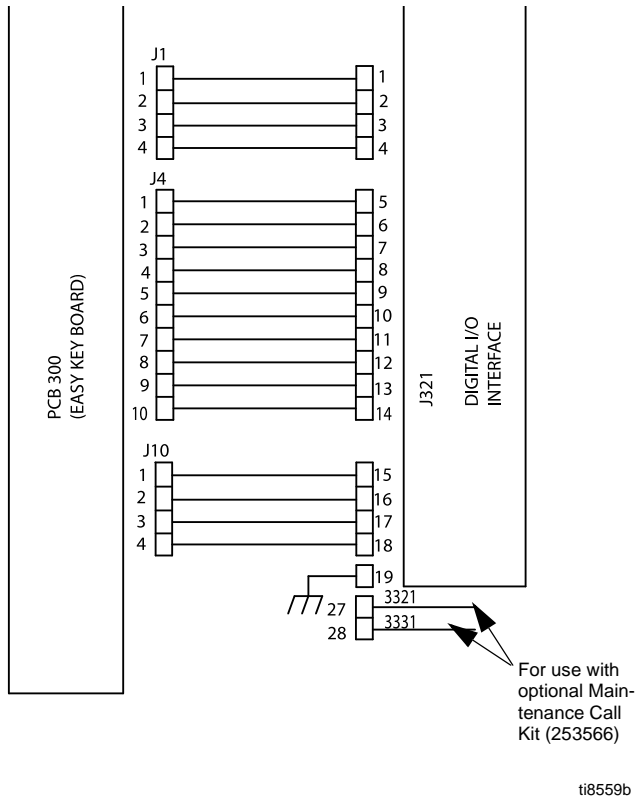 J1
1 1
2 2
3 3
4 4
J4
1 5
2 6
3 7
4 8
5 9
6 10
7 11
8 12
9 13
10 14
PCB 300
(EASY KEY BOARD)
J321
DIGITAL I/O
INTERFACE
J10
1 15
2 16
3 17
4 18
19
27 3321
28 3331
For use with
optional Main-
tenance Call
Kit (253566)
ti8559b